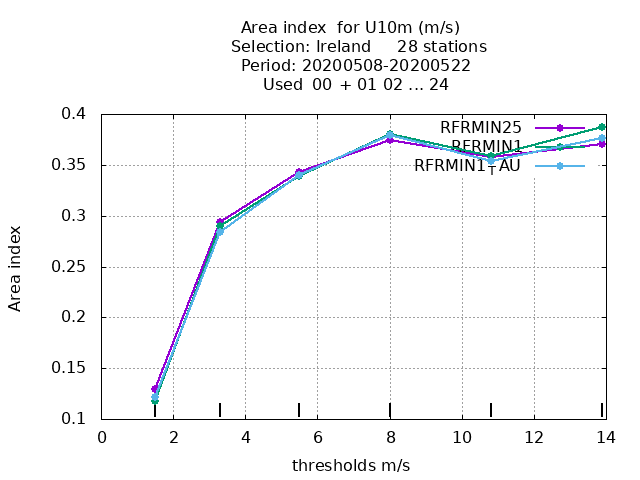 Area index  for U10m (m/s)
Selection: Ireland     28 stations
Period: 20200508-20200522
Used  00 + 01 02 ... 24
0.4
0.35
0.3
0.25
0.2
0.15
0.1
Area index
RFRMIN25
RFRMIN1
RFRMIN1TAU
0 2 4 6 8 10 12 14
thresholds m/s